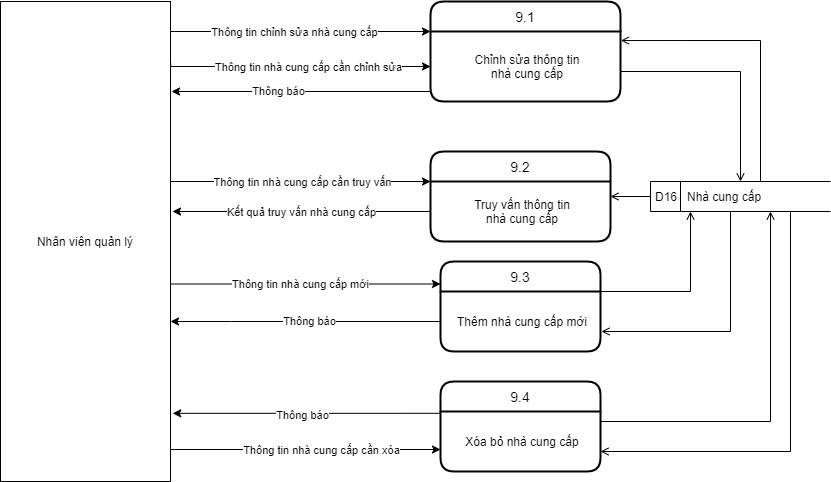 9.1
Thông tin chỉnh sửa nhà cung cấp
Chỉnh sửa thông tin
nhà cung cấp
Thông tin nhà cung cấp cần chỉnh sửa
Thông báo
9.2
Thông tin nhà cung cấp cần truy vấn
Truy vấn thông tin
nhà cung cấp
D16 Nhà cung cấp
Kết quả truy vấn nhà cung cấp
Nhân viên quản lý
9.3
Thông tin nhà cung cấp mới
Thông báo
Thêm nhà cung cấp mới
9.4
Thông báo
Xóa bỏ nhà cung cấp
Thông tin nhà cung cấp cần xóa